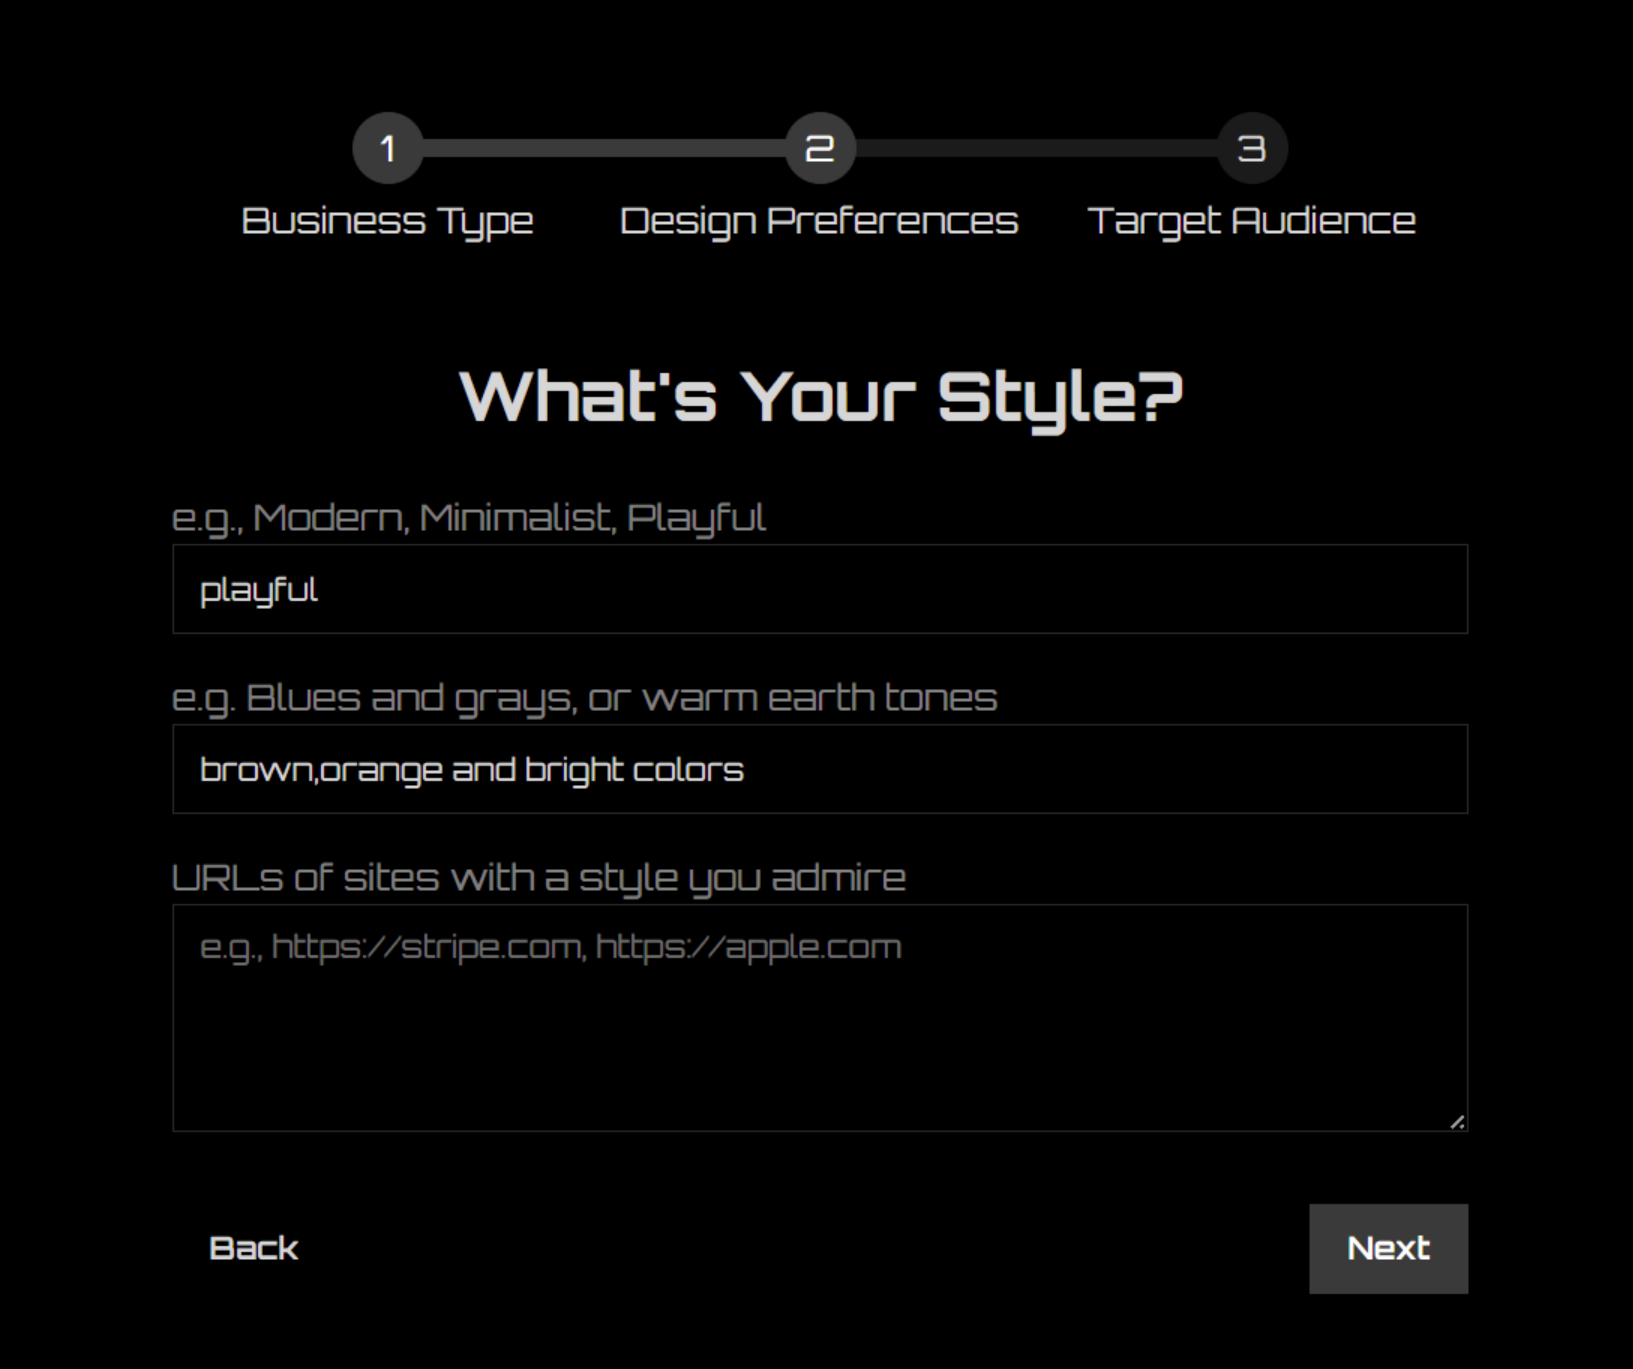 1
2
3
Business Type
Design Preferences
Target Audience
What's Your Style?
e.g., Modern, Minimalist, Playful
playful
e.g. Blues and grays, or warm earth tones
brown,orange and bright colors
URLs of sites with a style you admire
e.g., https://stripe.com, https://apple.com
Back
Next